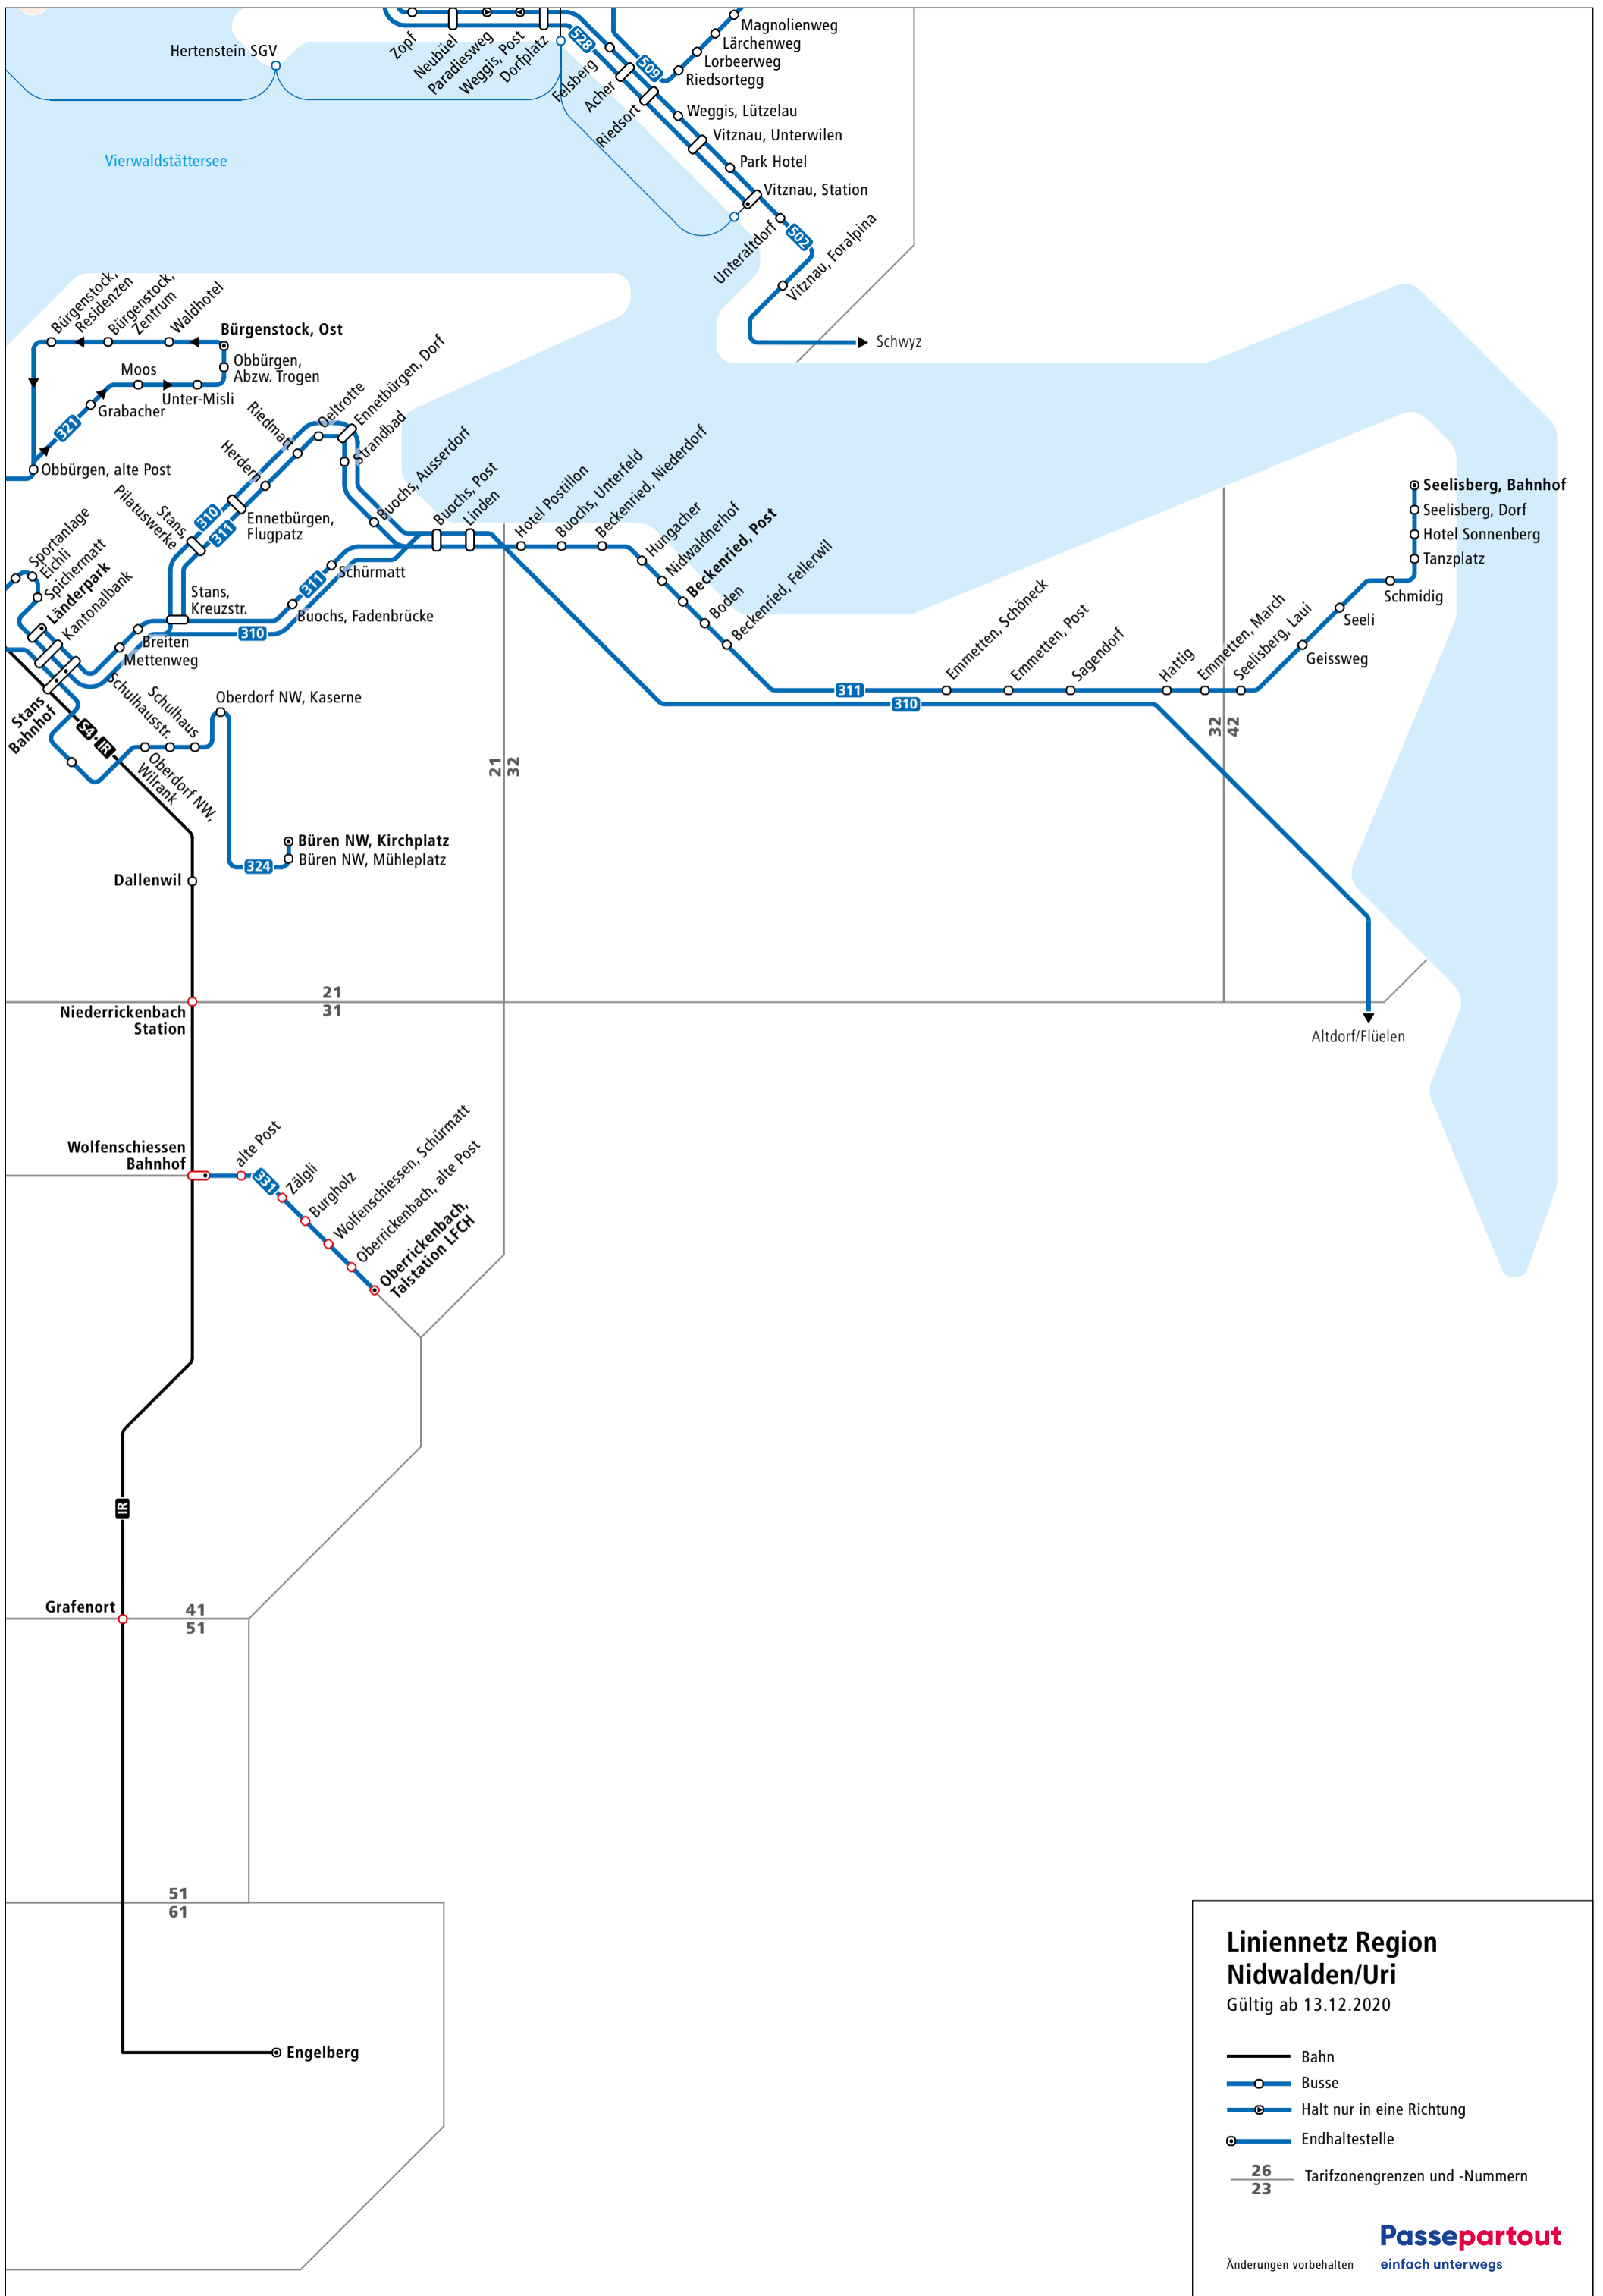 Hertenstein SGV
Zopf
Neubüel
Paradiesweg
Weggis, Post
Dorfplatz
528
Felsberg
Acher
Riedsort
509
Magnolienweg
Lärchenweg
Lorbeerweg
Riedsortegg
Weggis, Lützelau
Vitznau, Unterwilen
Park Hotel
Vitznau, Station
Unteraltdorf
502
Vitznau, Foralpina
Schwyz
Vierwaldstättersee
Bürgenstock,
Residenzen
Bürgenstock,
Zentrum
Waldhotel
Bürgenstock, Ost
Obbürgen,
Abzw. Trogen
Moos
Unter-Misli
Grabacher
321
Obbürgen, alte Post
Riedmatt
Oeltrotte
Ennetbürgen, Dorf
Strandbad
Herdern
Buochs, Ausserdorf
310
311
Ennetbürgen,
Flugpatz
Stans,
Pilatuswerke
Buochs, Post
Linden
Hotel Postillon
Buochs, Unterfeld
Beckenried, Niederdorf
Hungacher
Nidwaldnerhof
Beckenried, Post
Boden
Beckenried, Fellerwil
Seelisberg, Bahnhof
Seelisberg, Dorf
Hotel Sonnenberg
Tanzplatz
Schmidig
Seeli
Geissweg
Sportanlage
Eichli
Spichermatt
Länderpark
Kantonalbank
Stans,
Kreuzstr.
311
Schürmatt
Buochs, Fadenbrücke
310
Breiten
Mettenweg
Emmetten, Schöneck
Emmetten, Post
Sagendorf
Hattig
Emmetten, March
Seelisberg, Laui
311
310
32
42
Stans
Bahnhof
S4·IR
Schulhausstr.
Schulhaus
Oberdorf NW, Kaserne
Oberdorf NW,
Wilrank
21
32
Büren NW, Kirchplatz
Büren NW, Mühleplatz
324
Dallenwil
21
31
Niederrickenbach
Station
Altdorf/Flüelen
Wolfenschiessen
Bahnhof
alte Post
331
Zälgli
Burgholz
Wolfenschiessen, Schürmatt
Oberrickenbach, alte Post
Oberrickenbach,
Talstation LFCH
IR
Grafenort
41
51
51
61
Engelberg
Liniennetz Region
Nidwalden/Uri
Gültig ab 13.12.2020
Bahn
Busse
Halt nur in eine Richtung
Endhaltestelle
26
23
Tarifzonengrenzen und -Nummern
Passepartout
Änderungen vorbehalten
einfach unterwegs